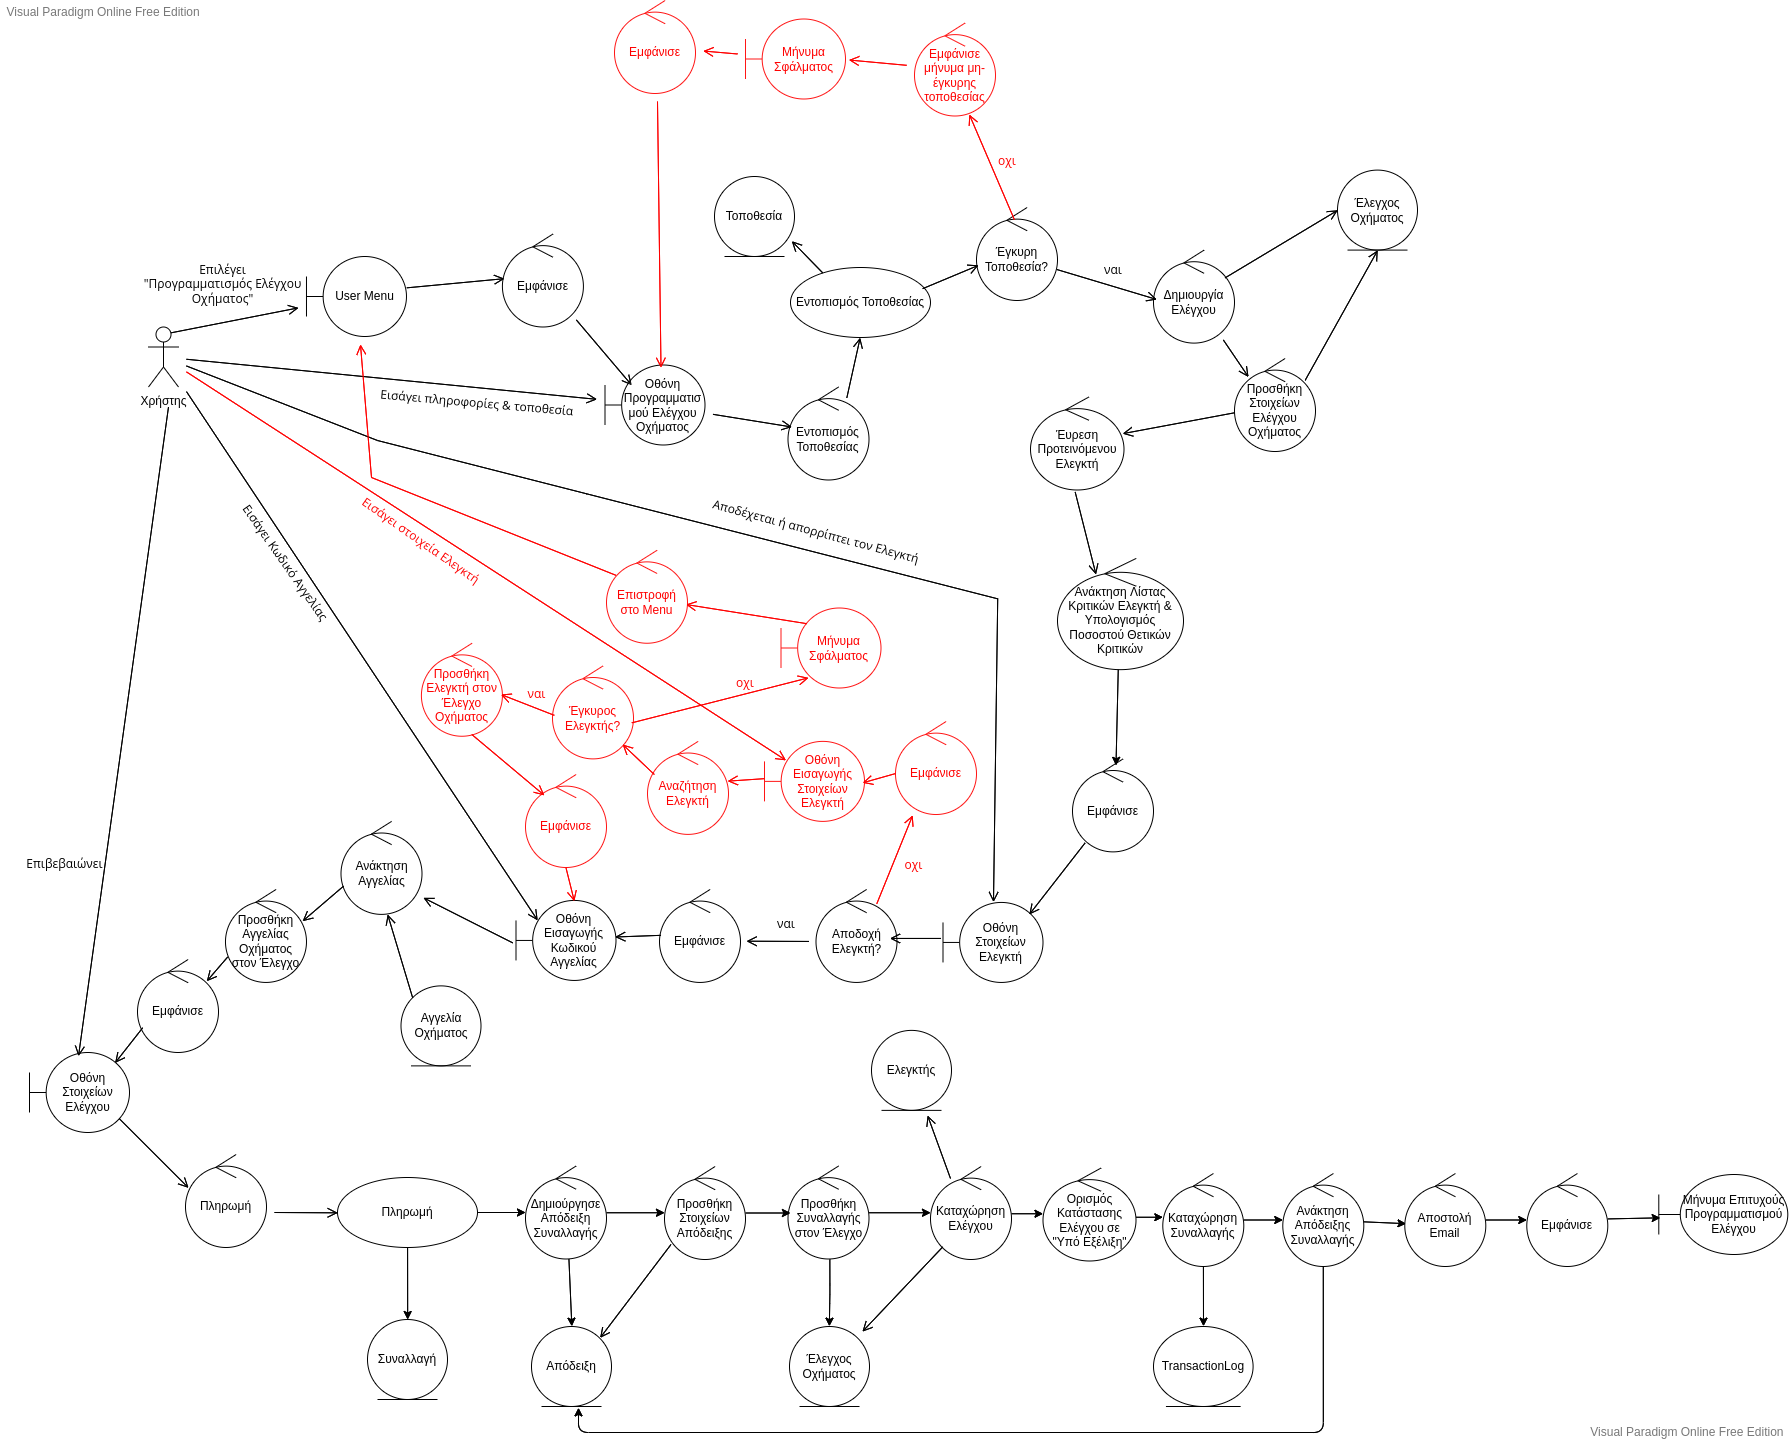 Visual Paradigm Online Free Edition
Εμφάνισε
Μήνυμα
Σφάλματος
Εμφάνισε
μήνυμα μη-
έγκυρης
τοποθεσίας
οχι
Τοποθεσία
Έλεγχος
Οχήματος
Επιλέγει
"Προγραμματισμός Ελέγχου
Οχήματος"
User Menu
Εμφάνισε
Εντοπισμός Τοποθεσίας
Έγκυρη
Τοποθεσία?
ναι
Δημιουργία
Ελέγχου
Χρήστης
Εισάγει πληροφορίες & τοποθεσία
Οθόνη
Προγραμματισ
μού Ελέγχου
Οχήματος
Εντοπισμός
Τοποθεσίας
Προσθήκη
Στοιχείων
Ελέγχου
Οχήματος
Έυρεση
Προτεινόμενου
Ελεγκτή
Εισάγει στοιχεία Ελεγκτή
Αποδέχεται ή απορρίπτει τον Ελεγκτή
Εισάγει Κωδικό Αγγελίας
Επιστροφή
στο Menu
Μήνυμα
Σφάλματος
Ανάκτηση Λίστας
Κριτικών Ελεγκτή &
Υπολογισμός
Ποσοστού Θετικών
Κριτικών
Προσθήκη
Ελεγκτή στον
Έλεγχο
Οχήματος
ναι
Έγκυρος
Ελεγκτής?
οχι
Αναζήτηση
Ελεγκτή
Οθόνη
Εισαγωγής
Στοιχείων
Ελεγκτή
Εμφάνισε
Εμφάνισε
Εμφάνισε
οχι
Επιβεβαιώνει
Ανάκτηση
Αγγελίας
Προσθήκη
Αγγελίας
Οχήματος
στον Έλεγχο
Οθόνη
Εισαγωγής
Κωδικού
Αγγελίας
Εμφάνισε
ναι
Αποδοχή
Ελεγκτή?
Οθόνη
Στοιχείων
Ελεγκτή
Εμφάνισε
Αγγελία
Οχήματος
Οθόνη
Στοιχείων
Ελέγχου
Ελεγκτής
Πληρωμή
Πληρωμή
Δημιούργησε
Απόδειξη
Συναλλαγής
Προσθήκη
Στοιχείων
Απόδειξης
Προσθήκη
Συναλλαγής
στον Έλεγχο
Καταχώρηση
Ελέγχου
Ορισμός
Κατάστασης
Ελέγχου σε
"Υπό Εξέλιξη"
Καταχώρηση
Συναλλαγής
Ανάκτηση
Απόδειξης
Συναλλαγής
Αποστολή
Email
Εμφάνισε
Μήνυμα Επιτυχούς
Προγραμματισμού
Ελέγχου
Συναλλαγή
Απόδειξη
Έλεγχος
Οχήματος
TransactionLog
Visual Paradigm Online Free Edition